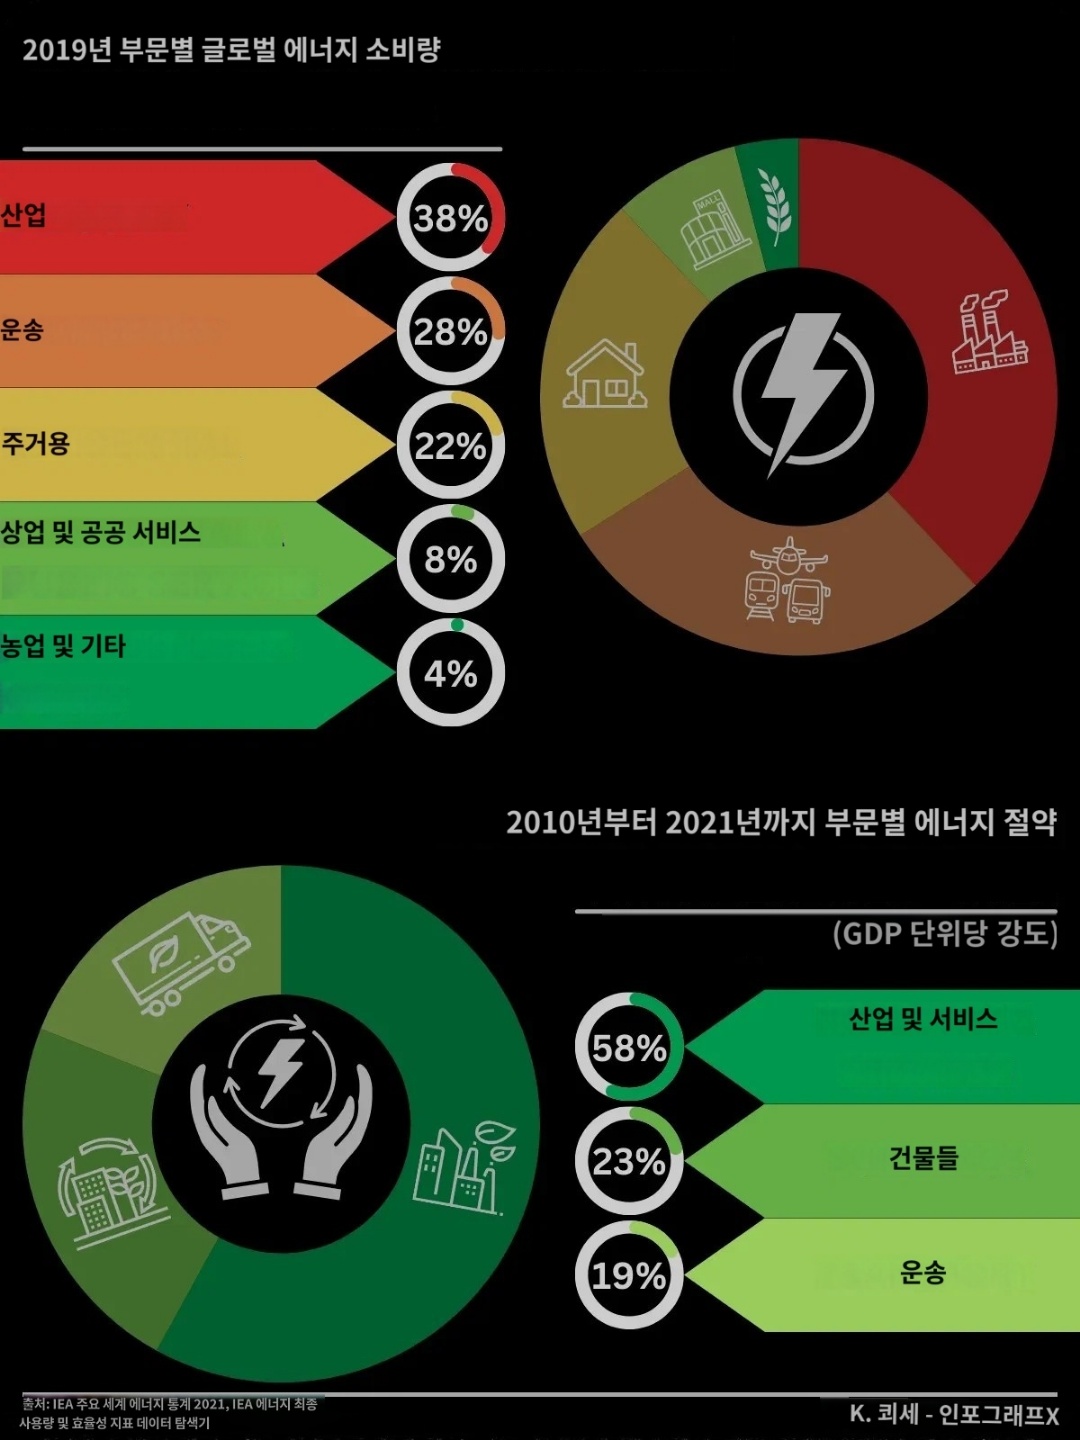 2019년 부문별 글로벌 에너지 소비량
산업
38%
운송
28%
주거용
22%
상업 및 공공 서비스
8%
농업 및 기타
4%
MALL
2010년부터 2021년까지 부문별 에너지 절약
(GDP 단위당 강도)
58%
산업 및 서비스
23%
건물들
19%
운송
출처: IEA 주요 세계 에너지 통계 2021, IEA 에너지 최종
사용량 및 효율성 지표 데이터 탐색기
K. 쾨세 - 인포그래프X